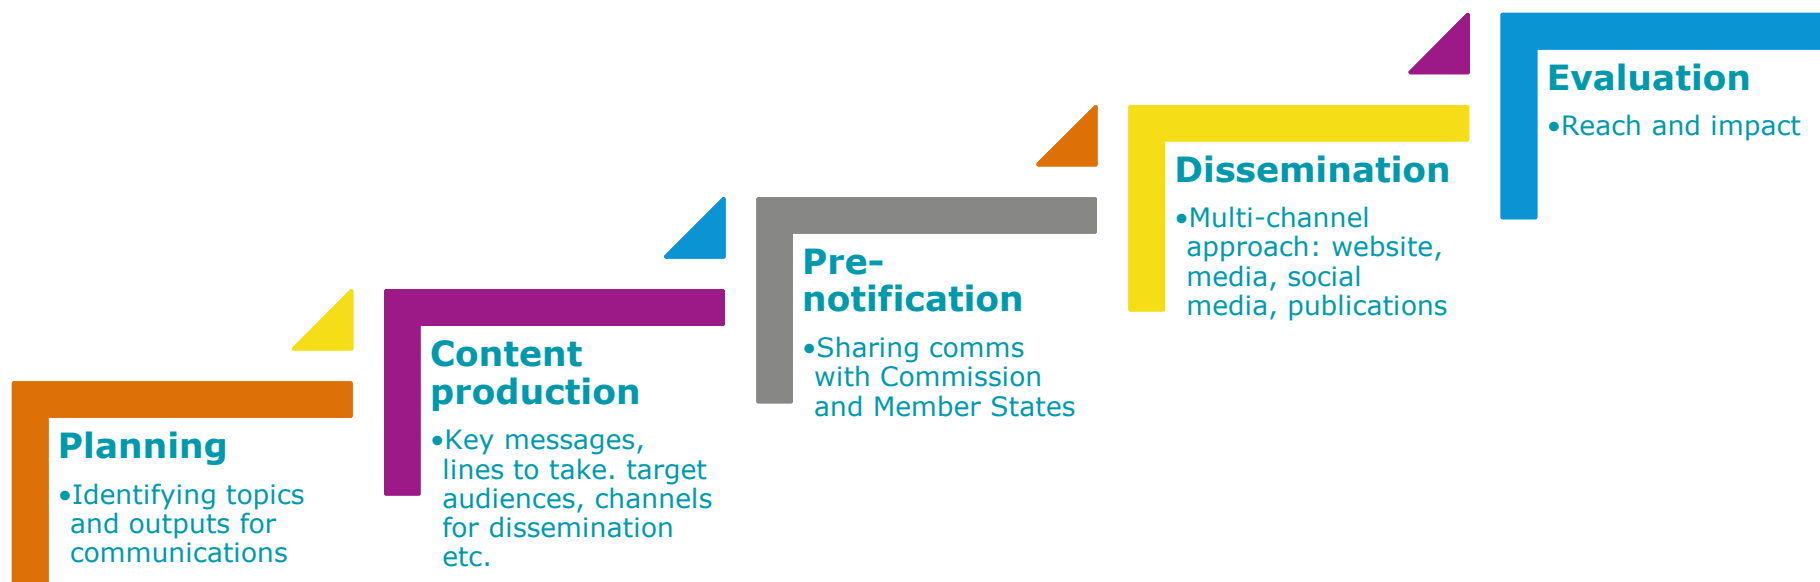 Planning
•Identifying topics
and outputs for
communications
Content
production
•Key messages,
lines to take. target
audiences, channels
for dissemination
etc.
Pre-
notification
•Sharing comms
with Commission
and Member States
Dissemination
•Multi-channel
approach: website,
media, social
media, publications
Evaluation
•Reach and impact